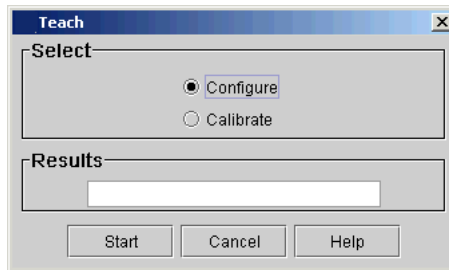 Teach
Select
Configure
Calibrate
Results
Start Cancel Help